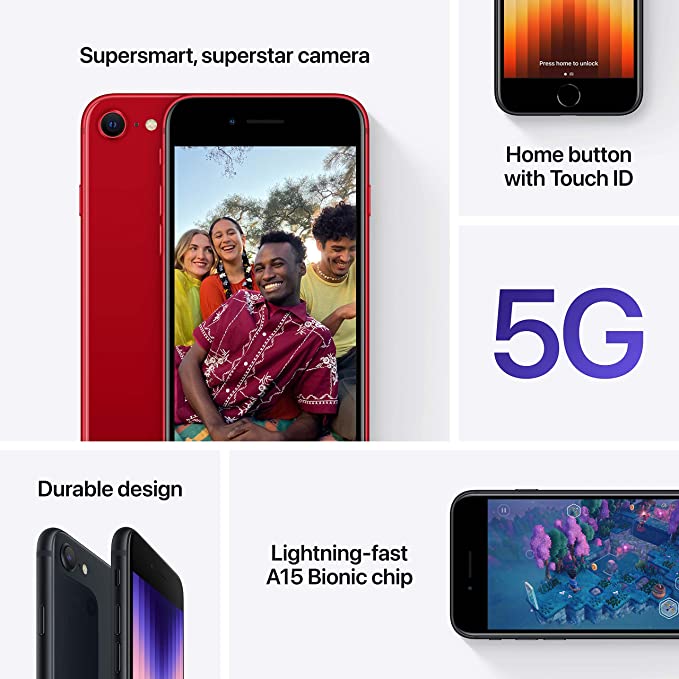 Supersmart, superstar camera
Press home to unlock
Home button
with Touch ID
5G
Durable design
Lightning-fast
A15 Bionic chip